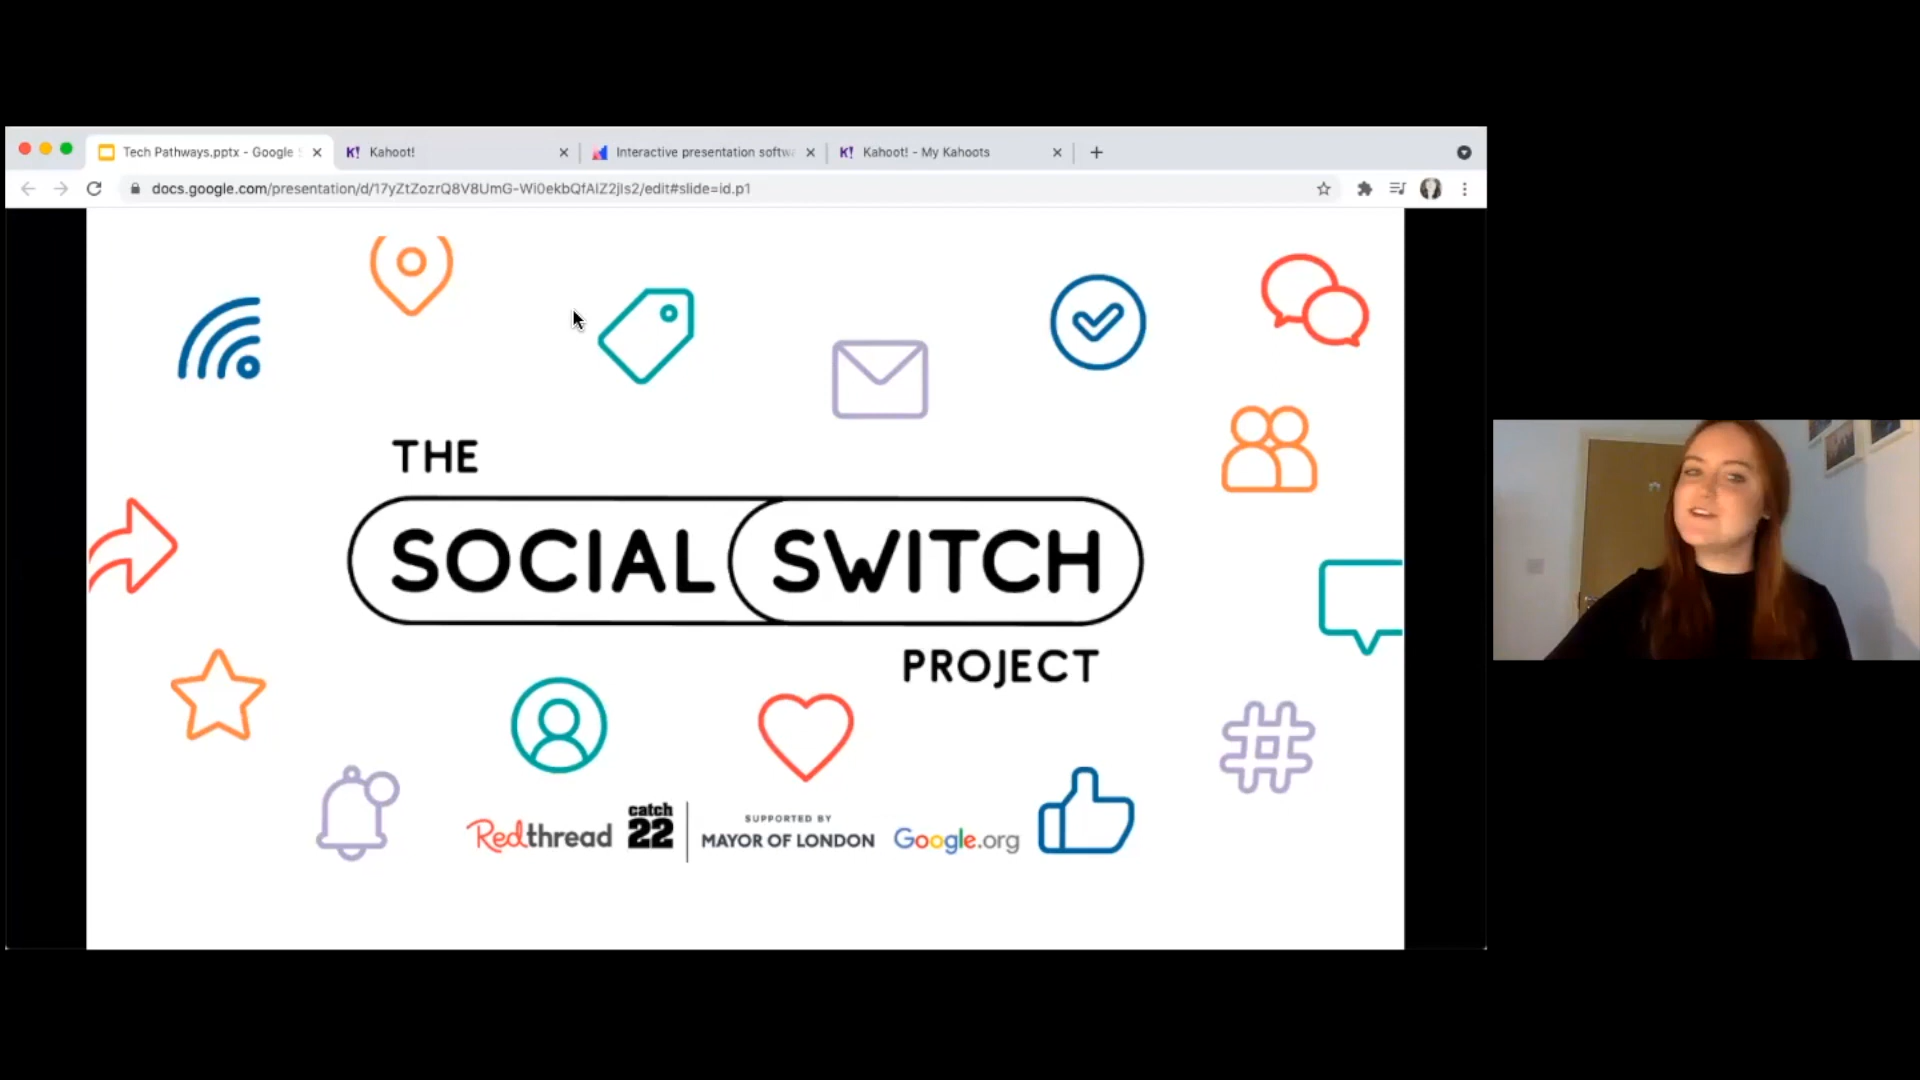 Tech Pathways.pptx - Google
Kahoot!
Interactive presentation softw
Kahoot! - My Kahoots
docs.google.com/presentation/d/17yZtZozrQ8V8UmG-Wi0ekbQfAIZ2jIs2/edit#slide=id.p1
THE
SOCIAL SWITCH
PROJECT
Redthread
catch
22
SUPPORTED BY
MAYOR OF LONDON
Google.org